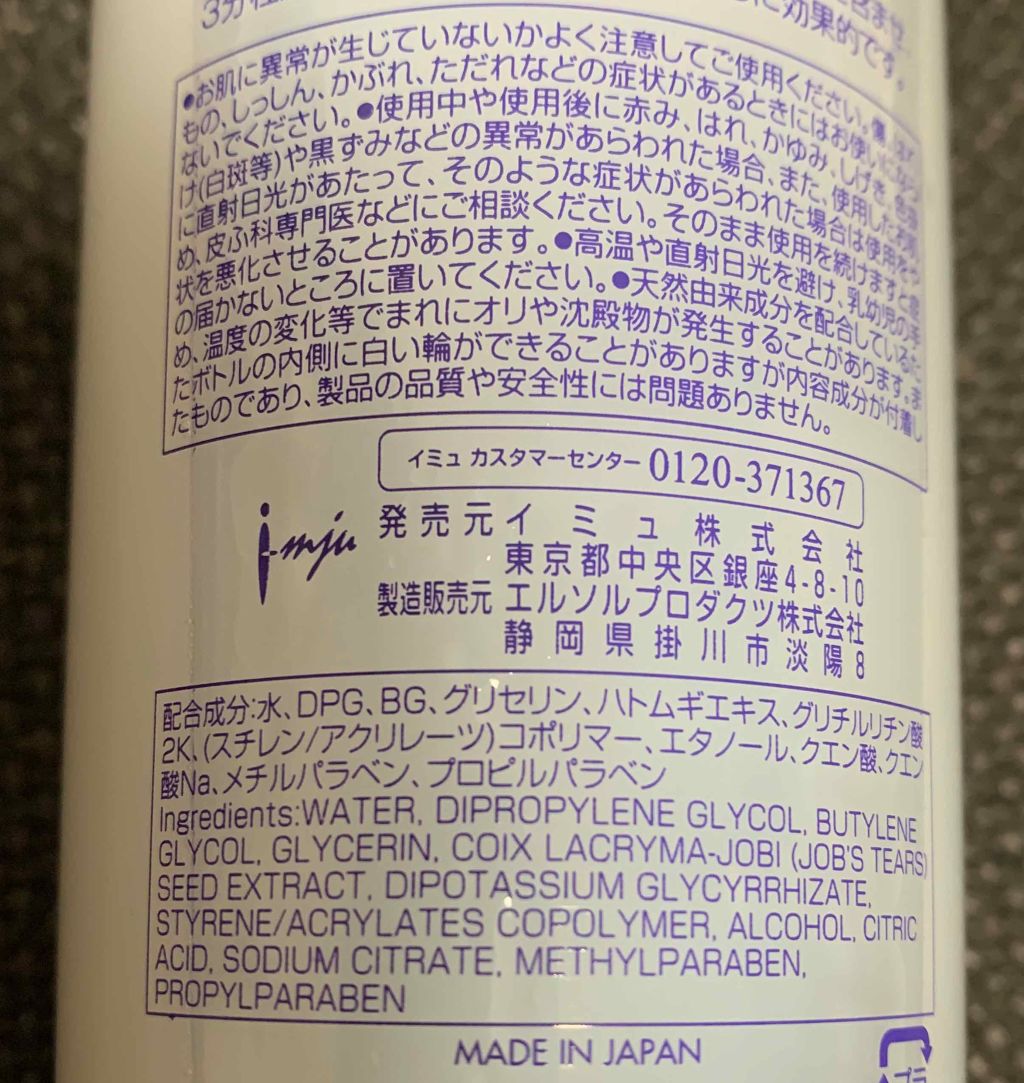 に効果的です。
●お肌に異常が生じていないかよく注意してご使用ください。傷、はれ
もの、しっしん、かぶれ、ただれなどの症状があるときにはお使いになら
ないでください。●使用中や使用後に赤み、はれ、かゆみ、しげき、色抜
け(白斑等)や黒ずみなどの異常があらわれた場合、また、使用したお肌
に直射日光があたって、そのような症状があらわれた場合は使用をや
め、皮ふ科専門医などにご相談ください。そのまま使用を続けますと症
状を悪化させることがあります。●高温や直射日光を避け、乳幼児の手
の届かないところに置いてください。●天然由来成分を配合しているた
め、温度の変化等でまれにオリや沈殿物が発生することがあります。ま
たボトルの内側に白い輪ができることがありますが内容成分が付着し
たものであり、製品の品質や安全性には問題ありません。
イミュ カスタマーセンター 0120-371367
i-mju
発売元 イミュ株式会社
東京都中央区銀座4-8-10
製造販売元 エルソルプロダクツ株式会社
静岡県掛川市淡陽8
配合成分:水、DPG、BG、グリセリン、ハトムギエキス、グリチルリチン酸
2K、(スチレン/アクリレーツ)コポリマー、エタノール、クエン酸、クエン
酸Na、メチルパラベン、プロピルパラベン
Ingredients:WATER, DIPROPYLENE GLYCOL, BUTYLENE
GLYCOL, GLYCERIN, COIX LACRYMA-JOBI (JOB'S TEARS)
SEED EXTRACT, DIPOTASSIUM GLYCYRRHIZATE,
STYRENE/ACRYLATES COPOLYMER, ALCOHOL, CITRIC
ACID, SODIUM CITRATE, METHYLPARABEN,
PROPYLPARABEN
MADE IN JAPAN
プラ